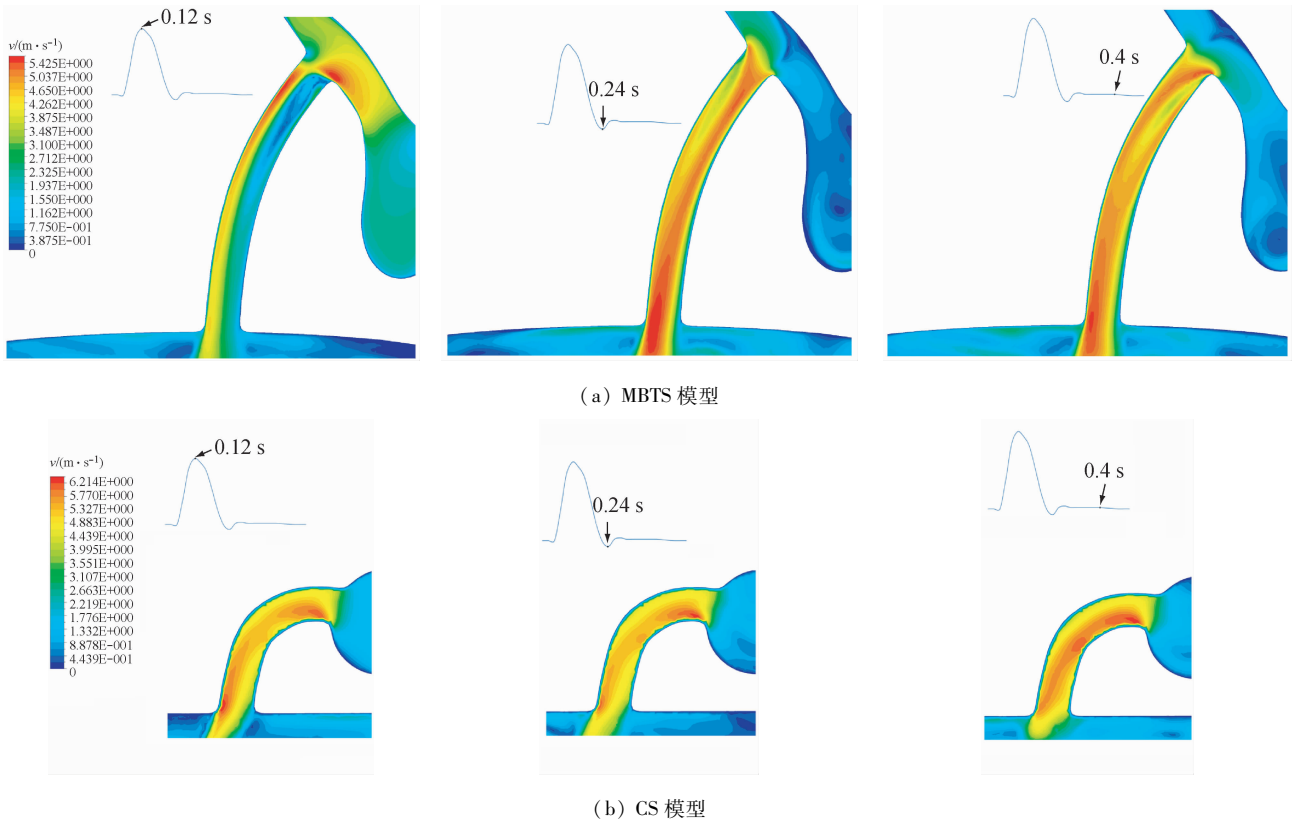 0.12 s
v/(m·s⁻¹)
5.425E+000
5.037E+000
4.650E+000
4.262E+000
3.875E+000
3.487E+000
3.100E+000
2.712E+000
2.325E+000
1.937E+000
1.550E+000
1.162E+000
7.750E-001
3.875E-001
0
0.24 s
0.4 s
(a) MBTS 模型
0.12 s
v/(m·s⁻¹)
6.214E+000
5.770E+000
5.327E+000
4.883E+000
4.439E+000
3.995E+000
3.551E+000
3.107E+000
2.663E+000
2.219E+000
1.776E+000
1.332E+000
8.878E-001
4.439E-001
0
0.24 s
0.4 s
(b) CS 模型